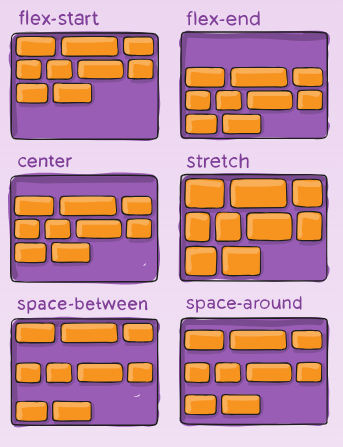 flex-start
flex-end
center
stretch
space-between
space-around